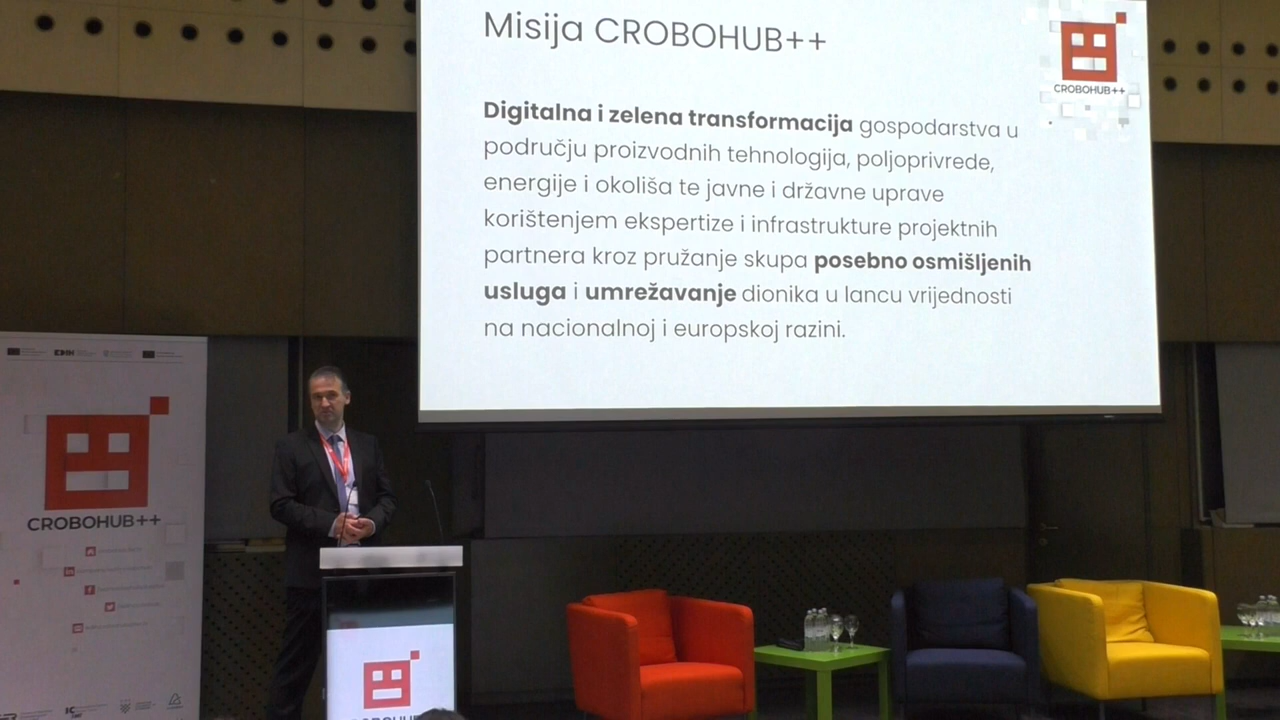 Misija CROBOHUB++
CROBOHUB++
Digitalna i zelena transformacija gospodarstva u
području proizvodnih tehnologija, poljoprivrede,
energije i okoliša te javne i državne uprave
korištenjem ekspertize i infrastrukture projektnih
partnera kroz pružanje skupa posebno osmišljenih
usluga i umrežavanje dionika u lancu vrijednosti
na nacionalnoj i europskoj razini.
CROBOHUB++